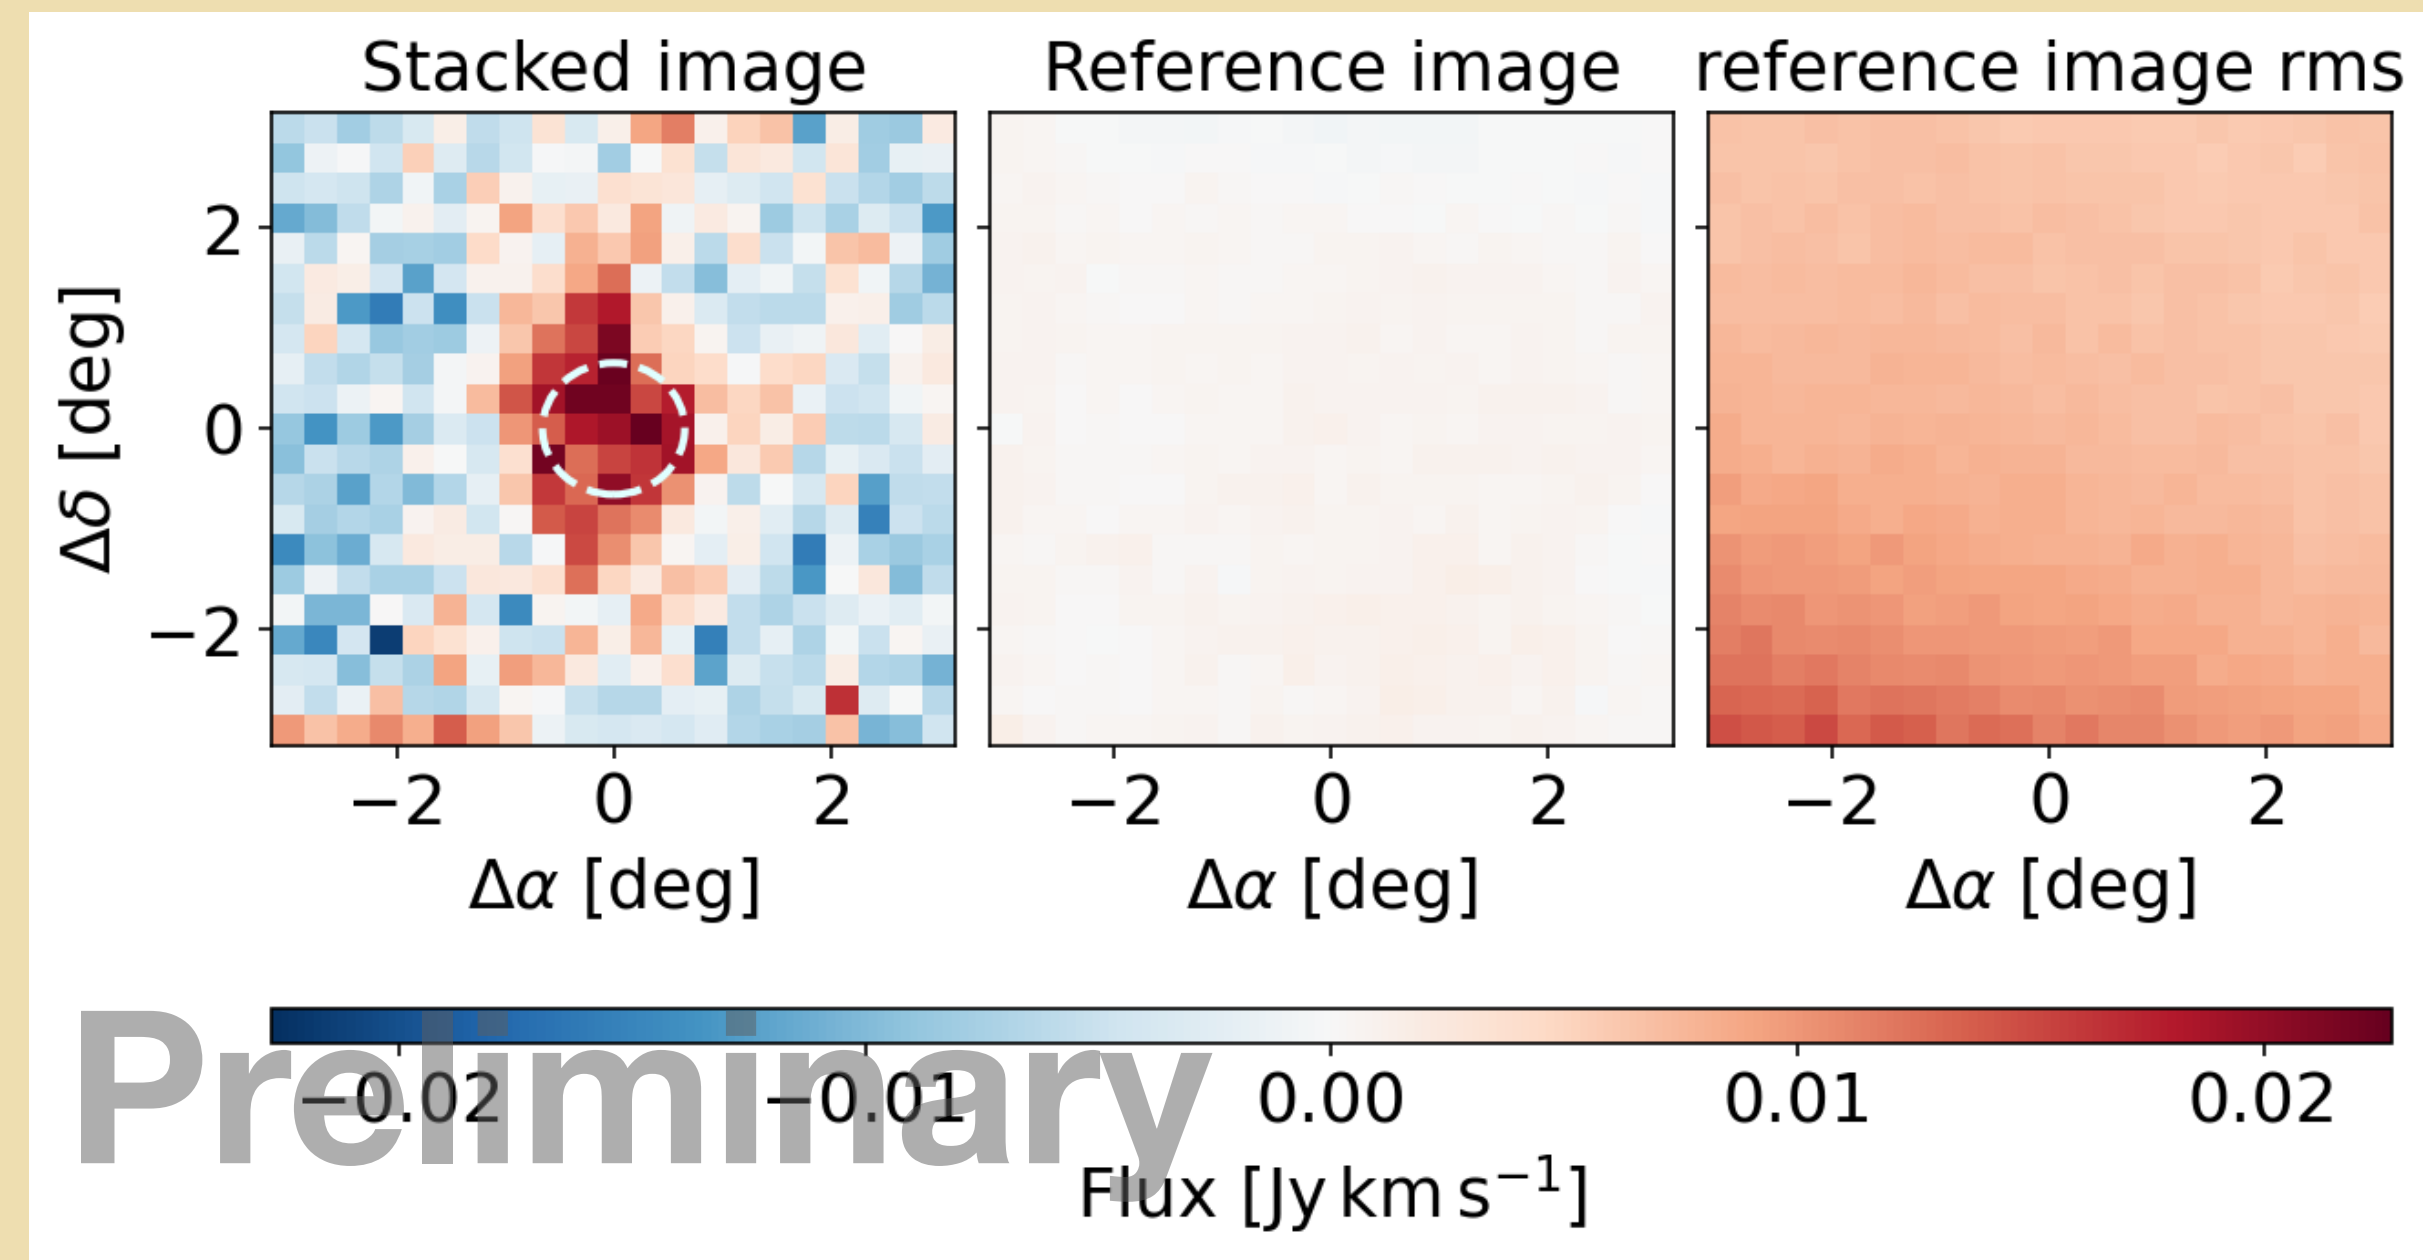 Stacked image
Reference image
reference image rms
2
0
−2
Δδ [deg]
−2 0 2
−2 0 2
−2 0 2
Δα [deg]
Δα [deg]
Δα [deg]
Preliminary
−0.02 −0.01 0.00 0.01 0.02
Flux [Jy km s⁻¹]